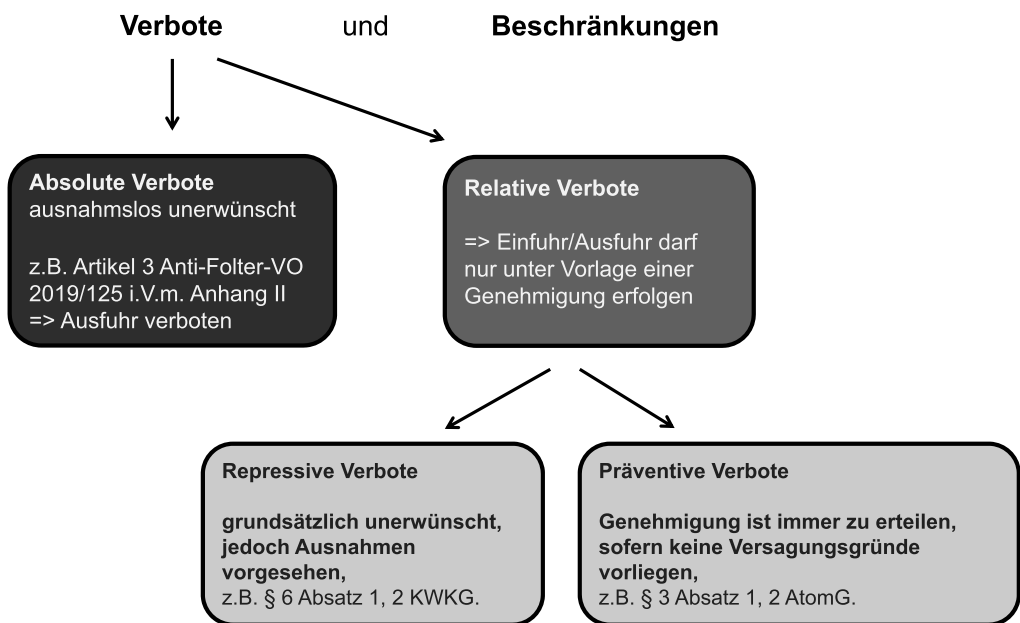 Verbote und Beschränkungen
Absolute Verbote
ausnahmslos unerwünscht
z.B. Artikel 3 Anti-Folter-VO
2019/125 i.V.m. Anhang II
=> Ausfuhr verboten
Relative Verbote
=> Einfuhr/Ausfuhr darf
nur unter Vorlage einer
Genehmigung erfolgen
Repressive Verbote
grundsätzlich unerwünscht,
jedoch Ausnahmen
vorgesehen,
z.B. § 6 Absatz 1, 2 KWKG.
Präventive Verbote
Genehmigung ist immer zu erteilen,
sofern keine Versagungsgründe
vorliegen,
z.B. § 3 Absatz 1, 2 AtomG.